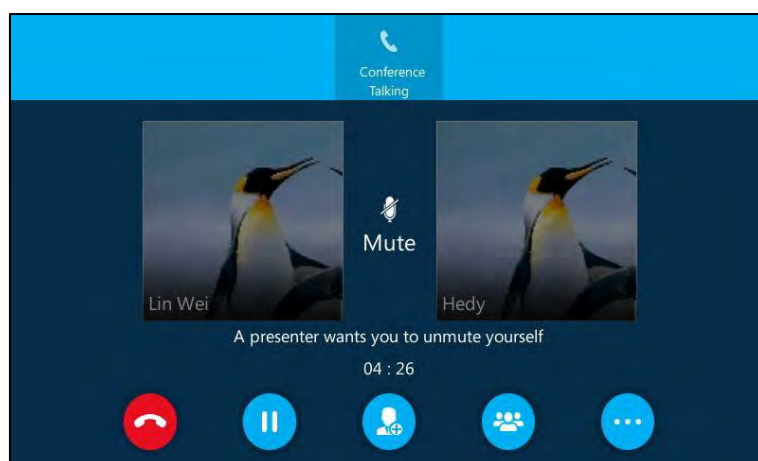 Conference
Talking
Mute
Lin Wei
Hedy
A presenter wants you to unmute yourself
04 : 26